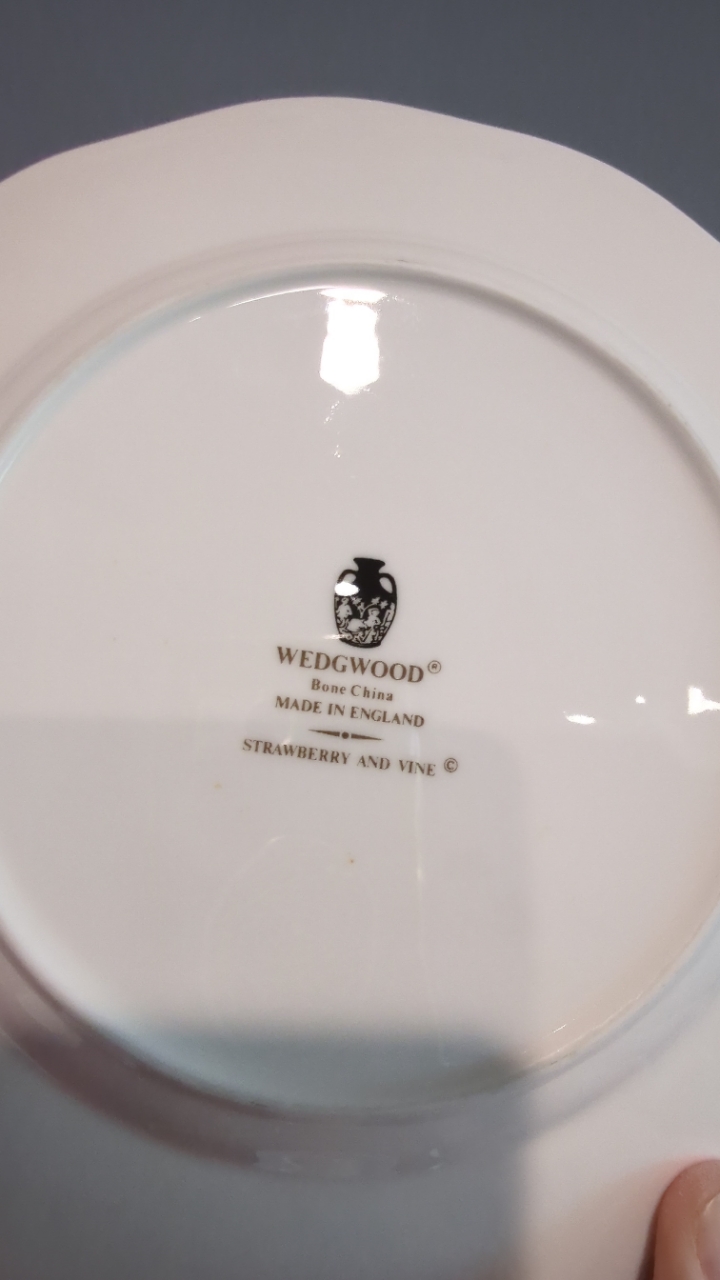 WEDGWOOD®
Bone China
MADE IN ENGLAND
STRAWBERRY AND VINE ©